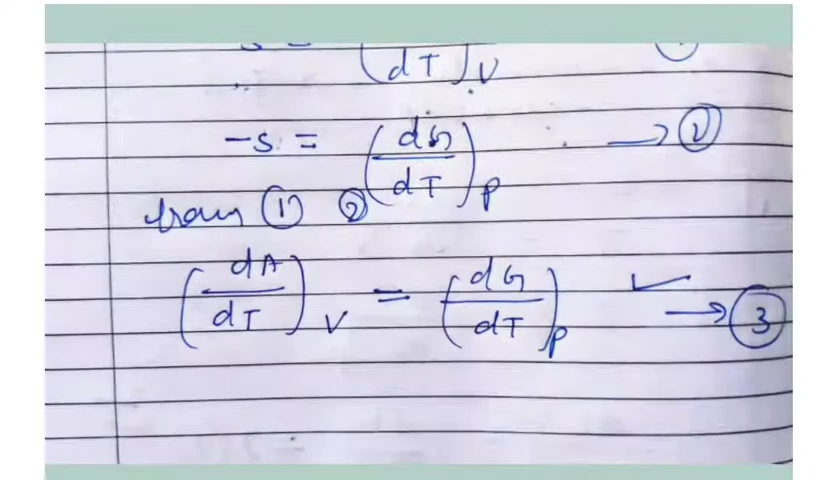 (dT)V
-s = (dG/dT)P → ②
from ① ②
(dA/dT)V = (dG/dT)P ✓ → ③